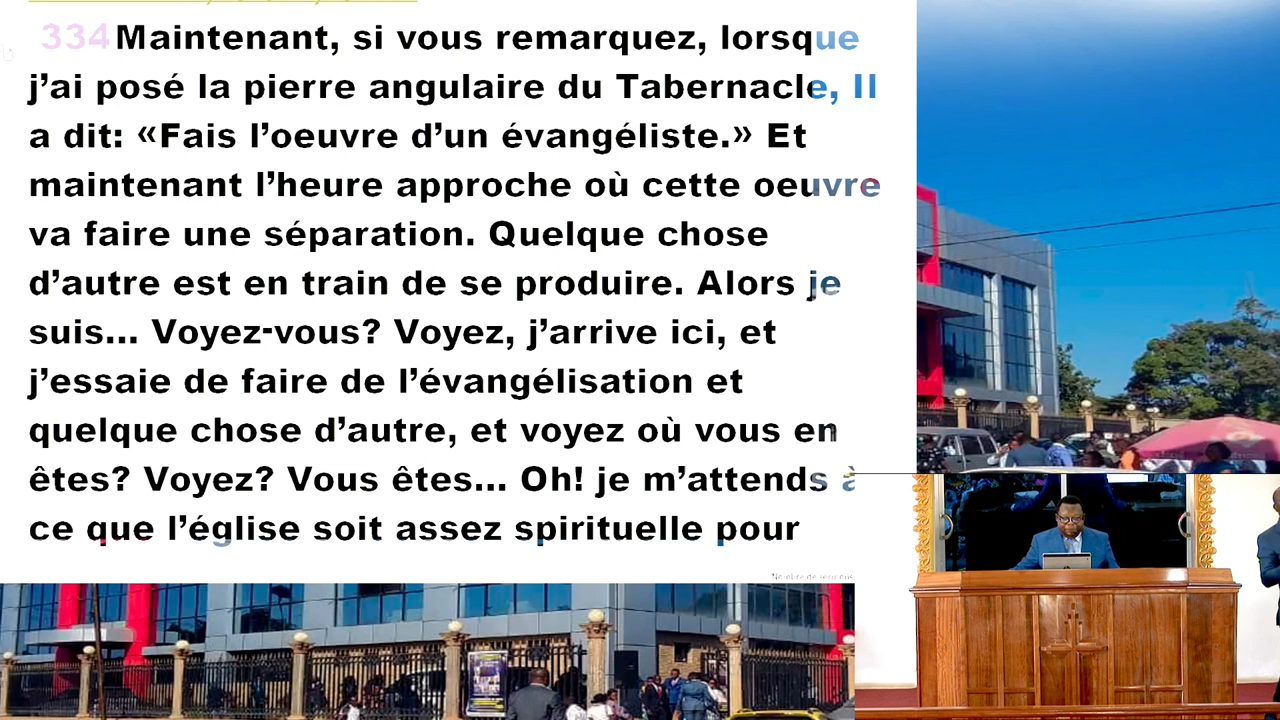 334 Maintenant, si vous remarquez, lorsque
j'ai posé la pierre angulaire du Tabernacle, Il
a dit: «Fais l'oeuvre d'un évangéliste.» Et
maintenant l'heure approche où cette oeuvre
va faire une séparation. Quelque chose
d'autre est en train de se produire. Alors je
suis... Voyez-vous? Voyez, j'arrive ici, et
j'essaie de faire de l'évangélisation et
quelque chose d'autre, et voyez où vous en
êtes? Voyez? Vous êtes... Oh! je m'attends à
ce que l'église soit assez spirituelle pour